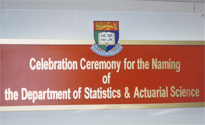 Celebration Ceremony for the Naming
of
the Department of Statistics & Actuarial Science